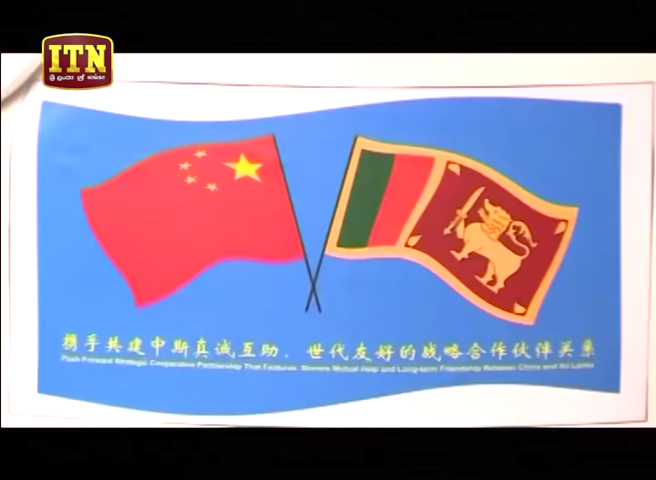 ITN
ශ්‍රී ලංකා ஸ்ரீ லங்கா
携手共建中斯真诚互助、世代友好的战略合作伙伴关系
Push Forward Strategic Cooperative Partnership That Features Sincere Mutual Help and Long-term Friendship Between China and Sri Lanka